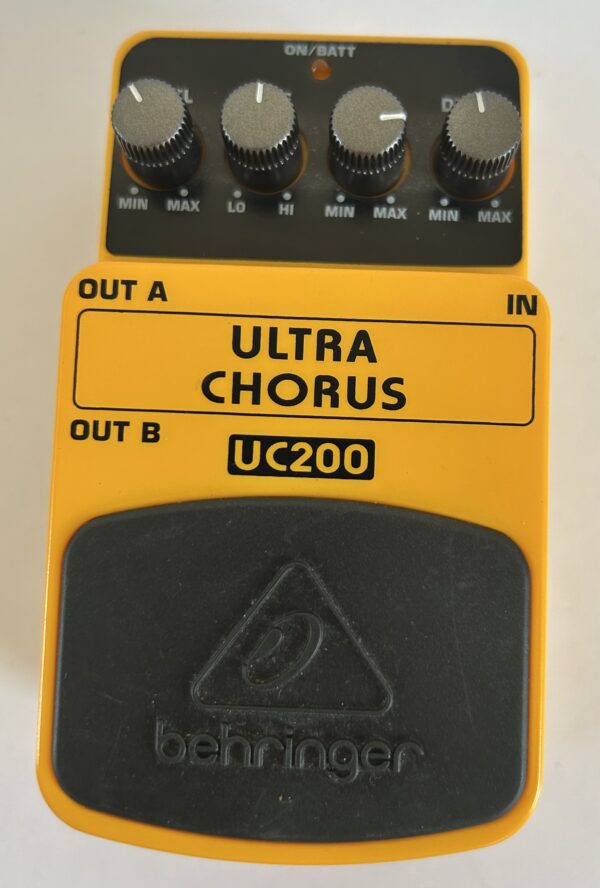 ON/BATT
MIN MAX LO HI MIN MAX MIN MAX
OUT A
IN
ULTRA
CHORUS
OUT B
UC200
behringer